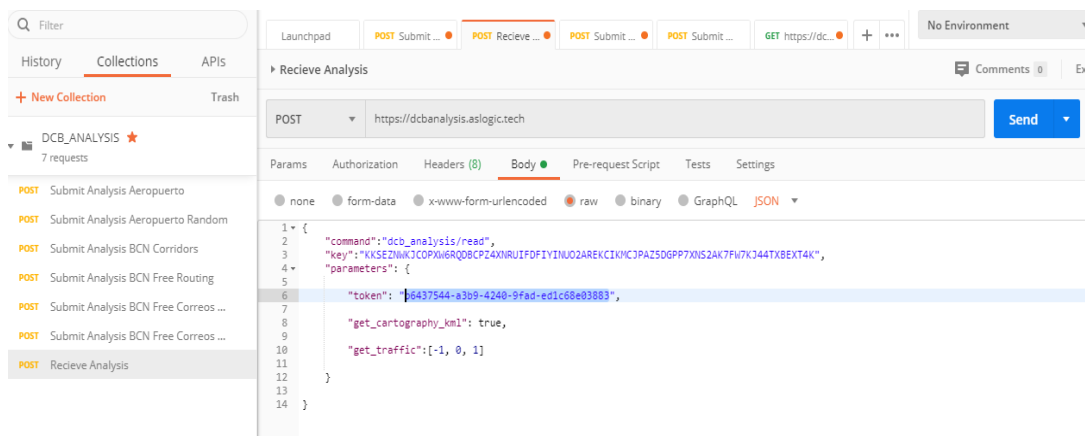 Filter
History Collections APIs
+ New Collection Trash
DCB_ANALYSIS
7 requests
POST Submit Analysis Aeropuerto
POST Submit Analysis Aeropuerto Random
POST Submit Analysis BCN Corridors
POST Submit Analysis BCN Free Routing
POST Submit Analysis BCN Free Correos ...
POST Submit Analysis BCN Free Correos ...
POST Recieve Analysis
Launchpad POST Submit ... POST Recieve ... POST Submit ... POST Submit ... GET https://dc... + ••• No Environment
Recieve Analysis Comments 0
POST https://dcbanalysis.aslogic.tech Send
Params Authorization Headers (8) Body Pre-request Script Tests Settings
none form-data x-www-form-urlencoded raw binary GraphQL JSON
1 {
2 "command":"dcb_analysis/read",
3 "key":"KKSEZNWKJCOPXW6RQDBCPZ4XNRUIFDFIYINUO2AREKCIKMCJPAZ5DGPP7XNS2AK7FW7KJ44TXBEXT4K",
4 "parameters": {
5
6 "token": "b6437544-a3b9-4240-9fad-ed1c68e03883",
7
8 "get_cartography_kml": true,
9
10 "get_traffic":[-1, 0, 1]
11
12 }
13
14 }